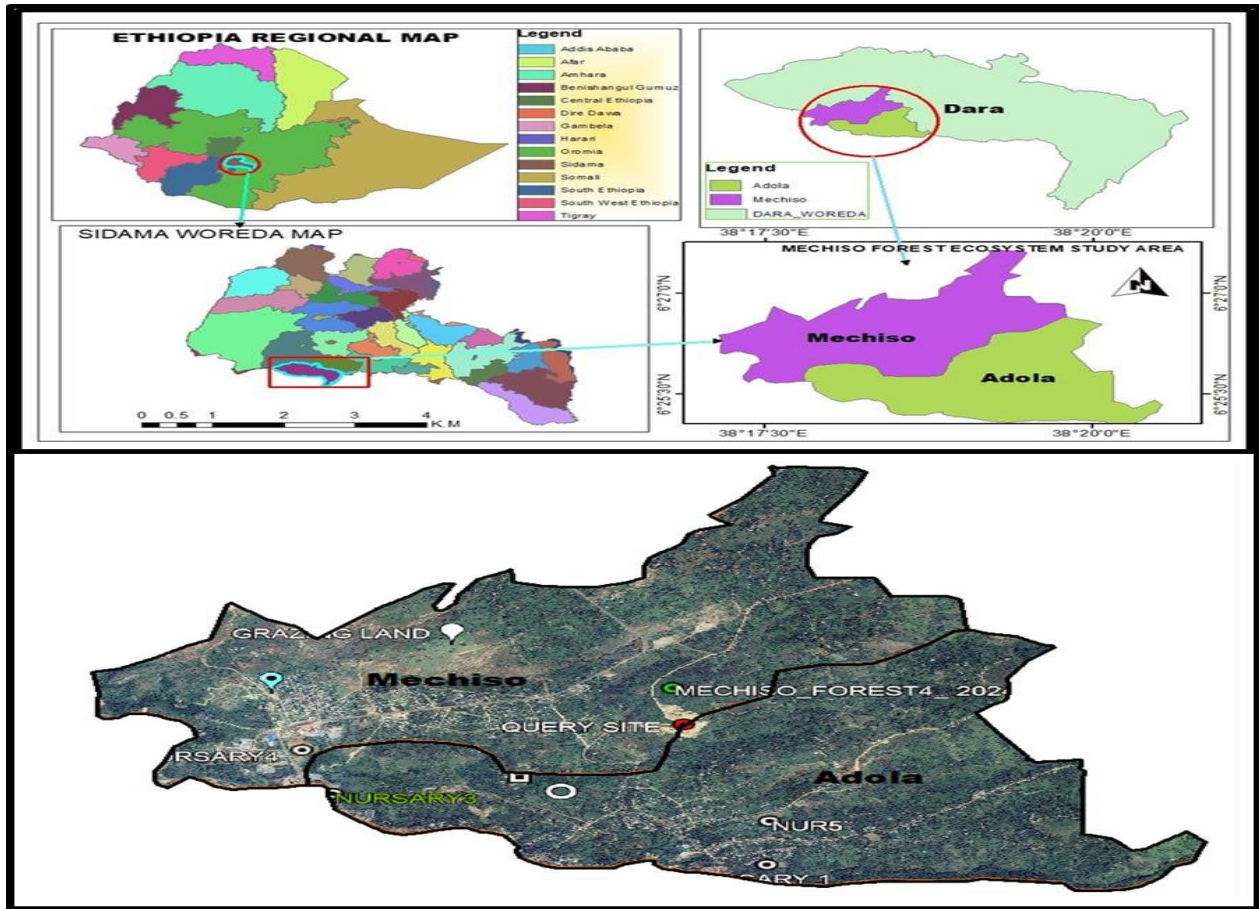 ETHIOPIA REGIONAL MAP
Legend
Addis Ababa
Afar
Amhara
Benishangul Gumuz
Central Ethiopia
Dire Dawa
Gambela
Harari
Oromia
Sidama
Somali
South Ethiopia
South West Ethiopia
Tigray
Dara
Legend
Adola
Mechiso
DARA_WOREDA
38°17'30"E 38°20'0"E
SIDAMA WOREDA MAP
0 0.5 1 2 3 4
K.M
MECHISO FOREST ECOSYSTEM STUDY AREA
N
6°27'0"N 6°27'0"N
Mechiso
Adola
6°25'30"N 6°25'30"N
38°17'30"E 38°20'0"E
GRAZING LAND
Mechiso
MECHISO_FOREST4_ 202
QUERY SITE
RSARY4
Adola
NURSARY3
NUR5
SARY 1